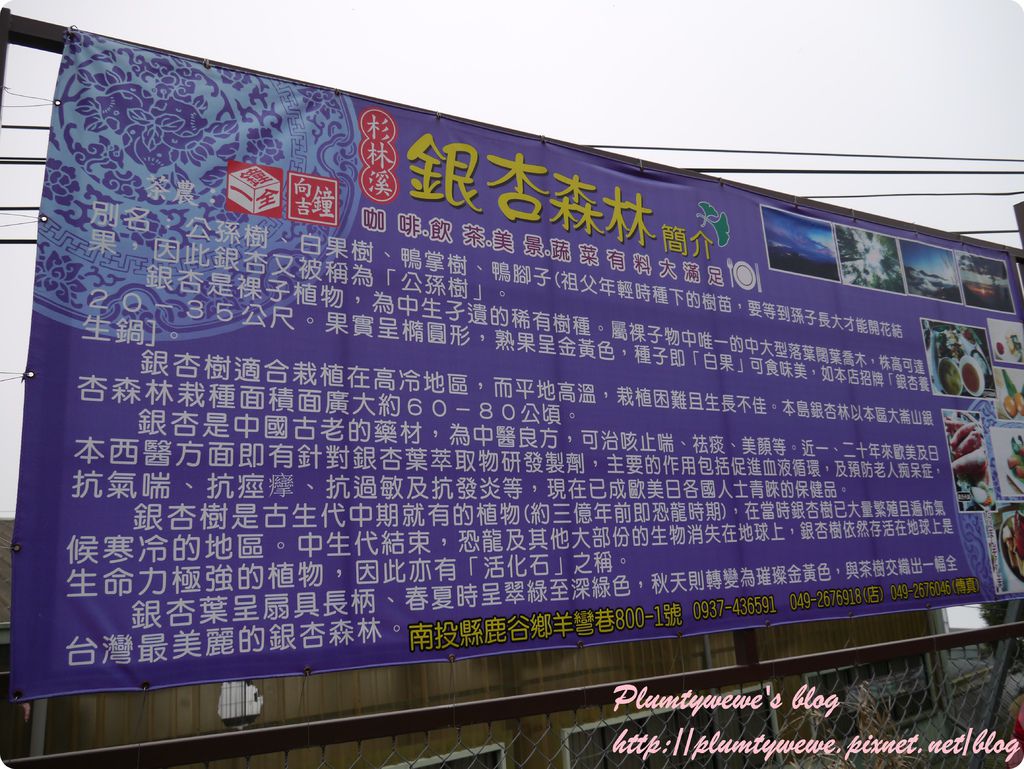 杉林溪
銀杏森林簡介
茶農：
向吉
鐘
咖啡.飲茶.美景.蔬菜有料大滿足
別名：公孫樹、白果樹、鴨掌樹、鴨腳子(祖父年輕時種下的樹苗，要等到孫子長大才能開花結
果，因此銀杏又被稱為「公孫樹」。
銀杏是裸子植物，為中生子遺的稀有樹種。屬裸子物中唯一的中大型落葉闊葉喬木，株高可達
20－35公尺。果實呈橢圓形，熟果呈金黃色，種子即「白果」可食味美，如本店招牌「銀杏養
生鍋]。
銀杏樹適合栽植在高冷地區，而平地高溫，栽植困難且生長不佳。本島銀杏林以本區大崙山銀
杏森林栽種面積面廣大約60－80公頃。
銀杏是中國古老的藥材，為中醫良方，可治咳止喘、祛痰、美顏等。近一、二十年來歐美及日
本西醫方面即有針對銀杏葉萃取物研發製劑，主要的作用包括促進血液循環，及預防老人痴呆症，
抗氣喘、抗痙攣、抗過敏及抗發炎等，現在已成歐美日各國人士青睞的保健品。
銀杏樹是古生代中期就有的植物(約三億年前即恐龍時期)，在當時銀杏樹已大量繁殖且遍佈氣
候寒冷的地區。中生代結束，恐龍及其他大部份的生物消失在地球上，銀杏樹依然存活在地球上是
生命力極強的植物，因此亦有「活化石」之稱。
銀杏葉呈扇具長柄、春夏時呈翠綠至深綠色，秋天則轉變為璀璨金黃色，與茶樹交織出一幅全
台灣最美麗的銀杏森林。
南投縣鹿谷鄉羊彎巷800-1號 0937-436591 049-2676918(店) 049-2676046(傳真)
Plumtywewe's blog
http://plumtywewe.pixnet.net/blog